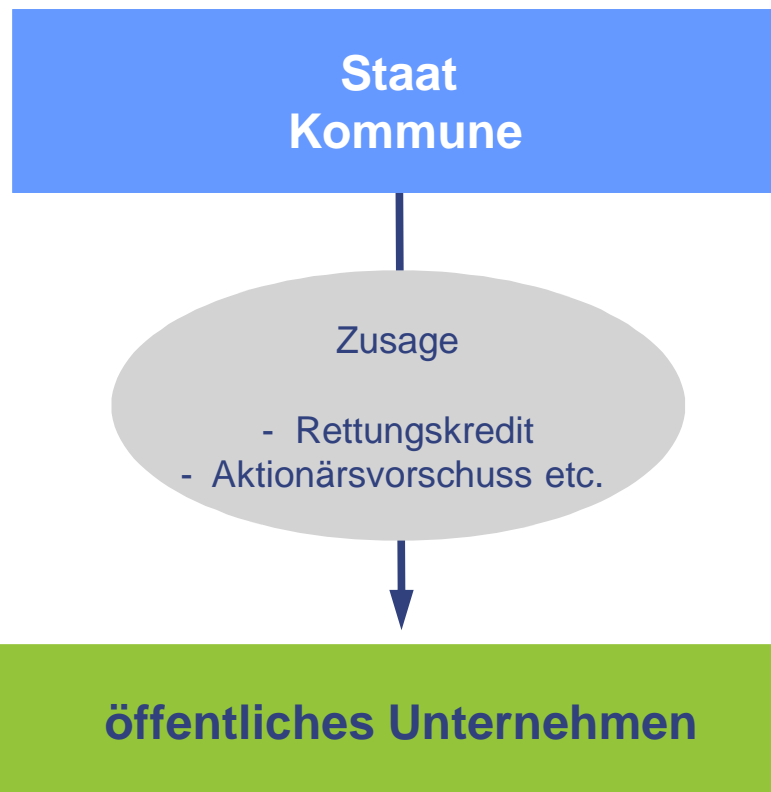 Staat
Kommune
Zusage
- Rettungskredit
- Aktionärsvorschuss etc.
öffentliches Unternehmen